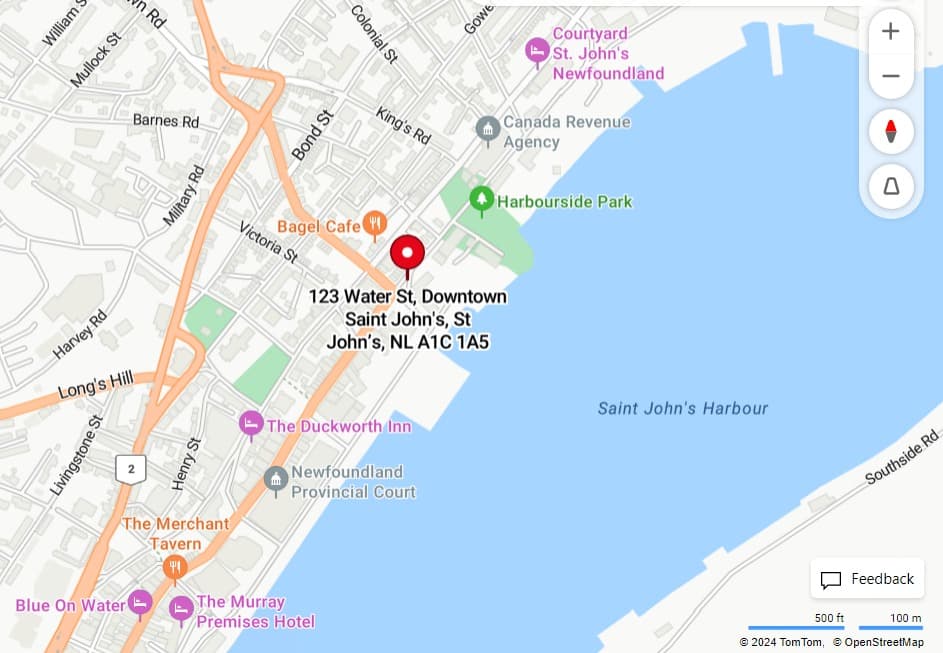 William S
wn Rd
Colonial St
Gowe
Courtyard
St. John's
Newfoundland
Mullock St
Barnes Rd
Bond St
King's Rd
Canada Revenue
Agency
Military Rd
Harbourside Park
Bagel Cafe
Victoria St
123 Water St, Downtown
Saint John's, St
John’s, NL A1C 1A5
Harvey Rd
Long's Hill
Saint John's Harbour
The Duckworth Inn
Livingstone St
Henry St
2
Newfoundland
Provincial Court
Southside Rd
The Merchant
Tavern
Blue On Water
The Murray
Premises Hotel
Feedback
500 ft
100 m
© 2024 TomTom, © OpenStreetMap